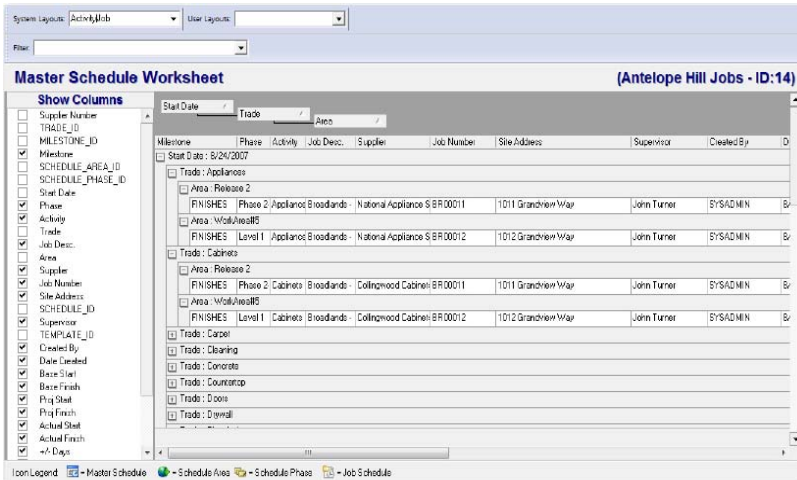 System Layouts: Activity/Job User Layouts:
Filter:
Master Schedule Worksheet (Antelope Hill Jobs - ID:14)
Show Columns
Supplier Number
TRADE_ID
MILESTONE_ID
Milestone
SCHEDULE_AREA_ID
SCHEDULE_PHASE_ID
Start Date
Phase
Activity
Trade
Job Desc.
Area
Supplier
Job Number
Site Address
SCHEDULE_ID
Supervisor
TEMPLATE_ID
Created By
Date Created
Base Start
Base Finish
Proj Start
Proj Finish
Actual Start
Actual Finish
+/- Days
Start Date
Trade
Area
Milestone Phase Activity Job Desc. Supplier Job Number Site Address Supervisor Created By D
Start Date : 8/24/2007
Trade : Appliances
Area : Release 2
FINISHES Phase 2 Appliance Broadlands - National Appliance S BR00011 1011 Grandview Way John Turner SYSADMIN 8/
Area : WorkArea#5
FINISHES Level 1 Appliance Broadlands - National Appliance S BR00012 1012 Grandview Way John Turner SYSADMIN 8/
Trade : Cabinets
Area : Release 2
FINISHES Phase 2 Cabinets Broadlands - Collingwood Cabinet BR00011 1011 Grandview Way John Turner SYSADMIN 8/
Area : WorkArea#5
FINISHES Level 1 Cabinets Broadlands - Collingwood Cabinet BR00012 1012 Grandview Way John Turner SYSADMIN 8/
Trade : Carpet
Trade : Cleaning
Trade : Concrete
Trade : Countertop
Trade : Doors
Trade : Drywall
Icon Legend: = Master Schedule = Schedule Area = Schedule Phase = Job Schedule